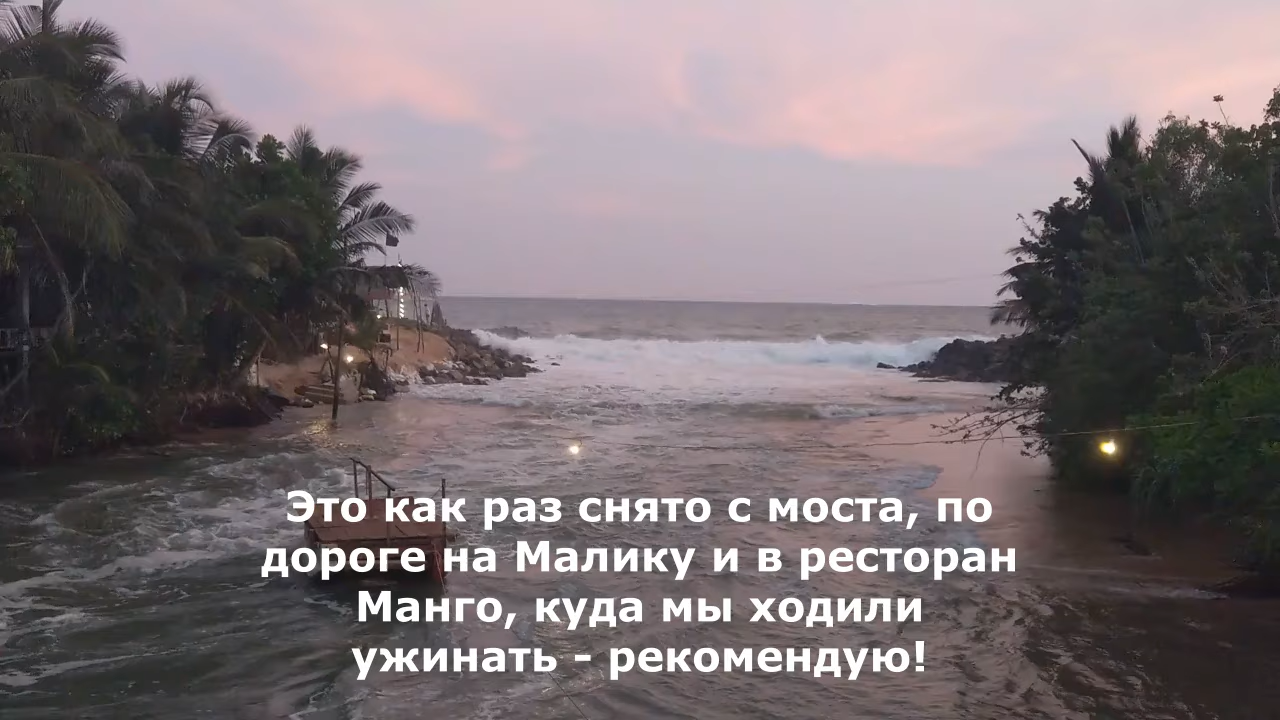 Это как раз снято с моста, по
дороге на Малику и в ресторан
Манго, куда мы ходили
ужинать - рекомендую!